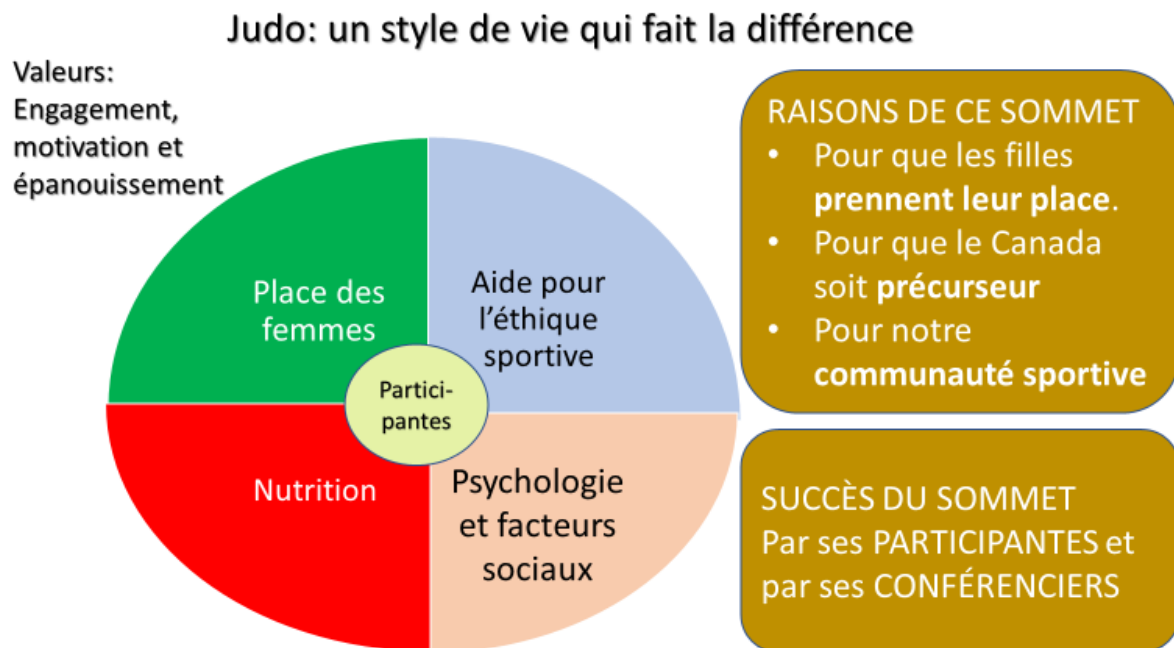 Judo: un style de vie qui fait la différence
Valeurs:
Engagement,
motivation et
épanouissement
Place des
femmes
Aide pour
l'éthique
sportive
Partici-
pantes
Nutrition
Psychologie
et facteurs
sociaux
RAISONS DE CE SOMMET
• Pour que les filles
prennent leur place.
• Pour que le Canada
soit précurseur
• Pour notre
communauté sportive
SUCCÈS DU SOMMET
Par ses PARTICIPANTES et
par ses CONFÉRENCIERS